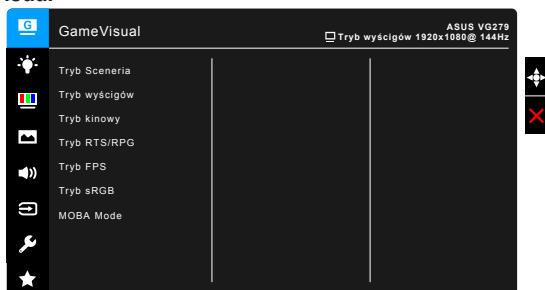 G
GameVisual
ASUS VG279
Tryb wyścigów 1920x1080@ 144Hz
Tryb Sceneria
Tryb wyścigów
Tryb kinowy
Tryb RTS/RPG
Tryb FPS
Tryb sRGB
MOBA Mode